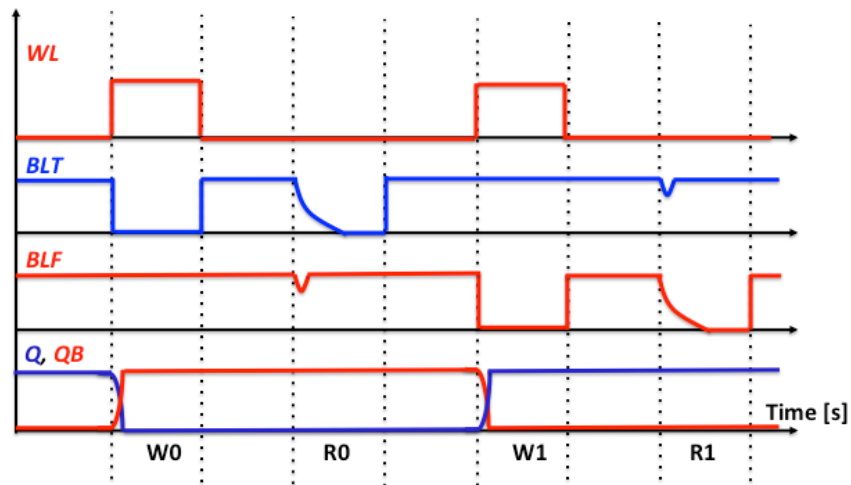 WL
BLT
BLF
Q, QB
Time [s]
W0 R0 W1 R1